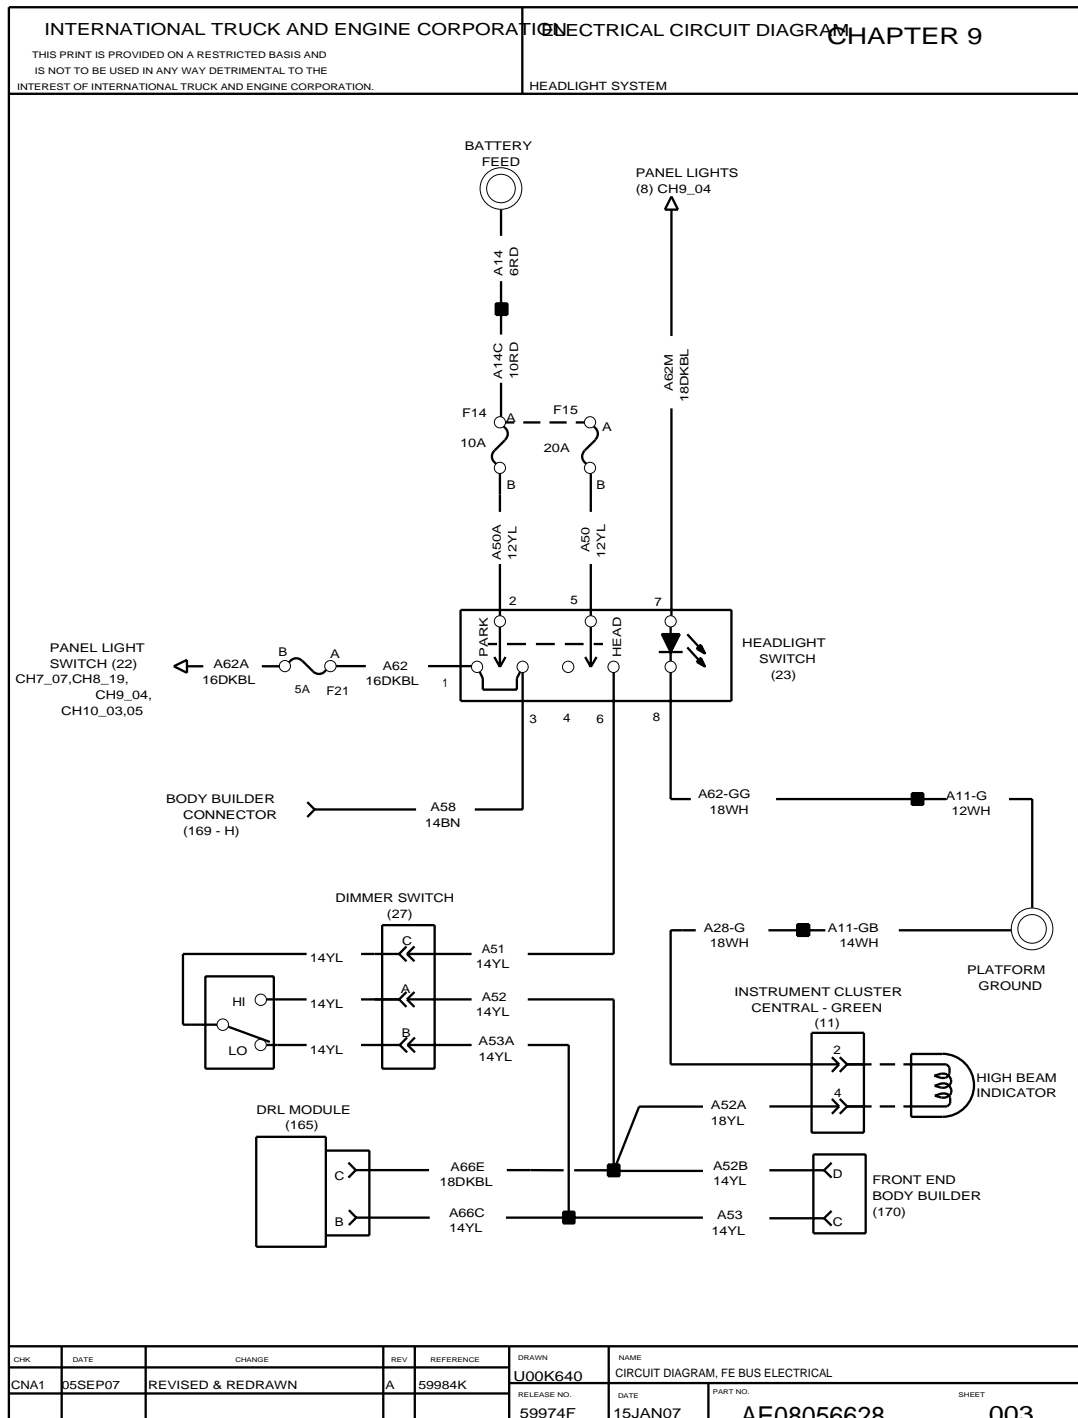 INTERNATIONAL TRUCK AND ENGINE CORPORATION
ELECTRICAL CIRCUIT DIAGRAM
CHAPTER 9
THIS PRINT IS PROVIDED ON A RESTRICTED BASIS AND
IS NOT TO BE USED IN ANY WAY DETRIMENTAL TO THE
INTEREST OF INTERNATIONAL TRUCK AND ENGINE CORPORATION.
HEADLIGHT SYSTEM
BATTERY
FEED
PANEL LIGHTS
(8) CH9_04
A14
6RD
A14C
10RD
A62M
18DKBL
F14
A
F15
A
10A
20A
B
B
A50A
12YL
A50
12YL
2
5
7
PARK
HEAD
HEADLIGHT
SWITCH
(23)
PANEL LIGHT
SWITCH (22)
CH7_07,CH8_19,
CH9_04,
CH10_03,05
A62A
16DKBL
B
A
5A
F21
A62
16DKBL
1
3
4
6
8
BODY BUILDER
CONNECTOR
(169 - H)
A58
14BN
A62-GG
18WH
A11-G
12WH
DIMMER SWITCH
(27)
C
14YL
A51
14YL
A28-G
18WH
A11-GB
14WH
PLATFORM
GROUND
HI
14YL
A
A52
14YL
LO
14YL
B
A53A
14YL
INSTRUMENT CLUSTER
CENTRAL - GREEN
(11)
2
4
HIGH BEAM
INDICATOR
A52A
18YL
DRL MODULE
(165)
C
A66E
18DKBL
A52B
14YL
D
B
A66C
14YL
A53
14YL
C
FRONT END
BODY BUILDER
(170)
CHK
DATE
CHANGE
REV
REFERENCE
DRAWN
NAME
CNA1
05SEP07
REVISED & REDRAWN
A
59984K
U00K640
CIRCUIT DIAGRAM, FE BUS ELECTRICAL
RELEASE NO.
DATE
PART NO.
SHEET
59974F
15JAN07
AE08056628
003